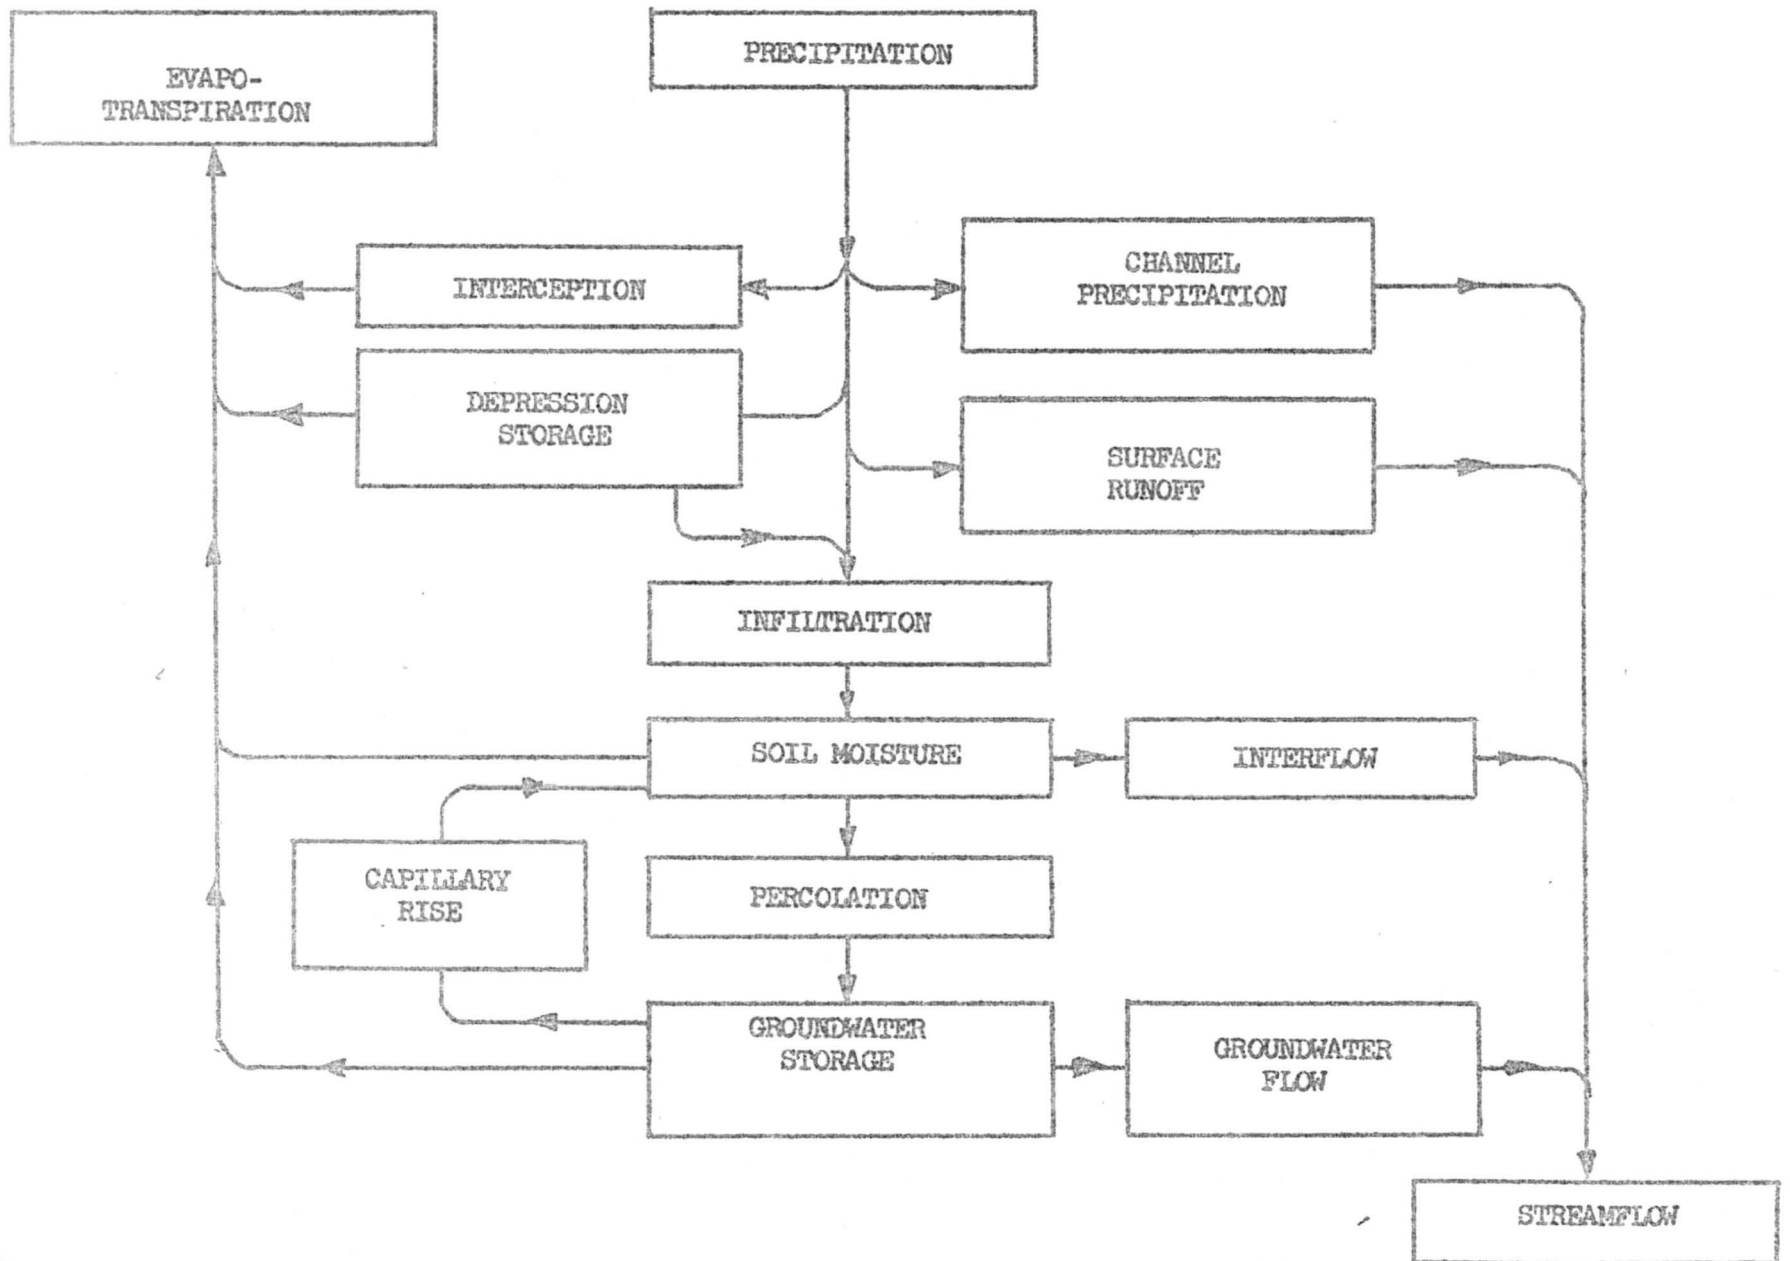 EVAPO-
TRANSPIRATION
PRECIPITATION
INTERCEPTION
CHANNEL
PRECIPITATION
DEPRESSION
STORAGE
SURFACE
RUNOFF
INFILTRATION
SOIL MOISTURE
INTERFLOW
CAPILLARY
RISE
PERCOLATION
GROUNDWATER
STORAGE
GROUNDWATER
FLOW
STREAMFLOW